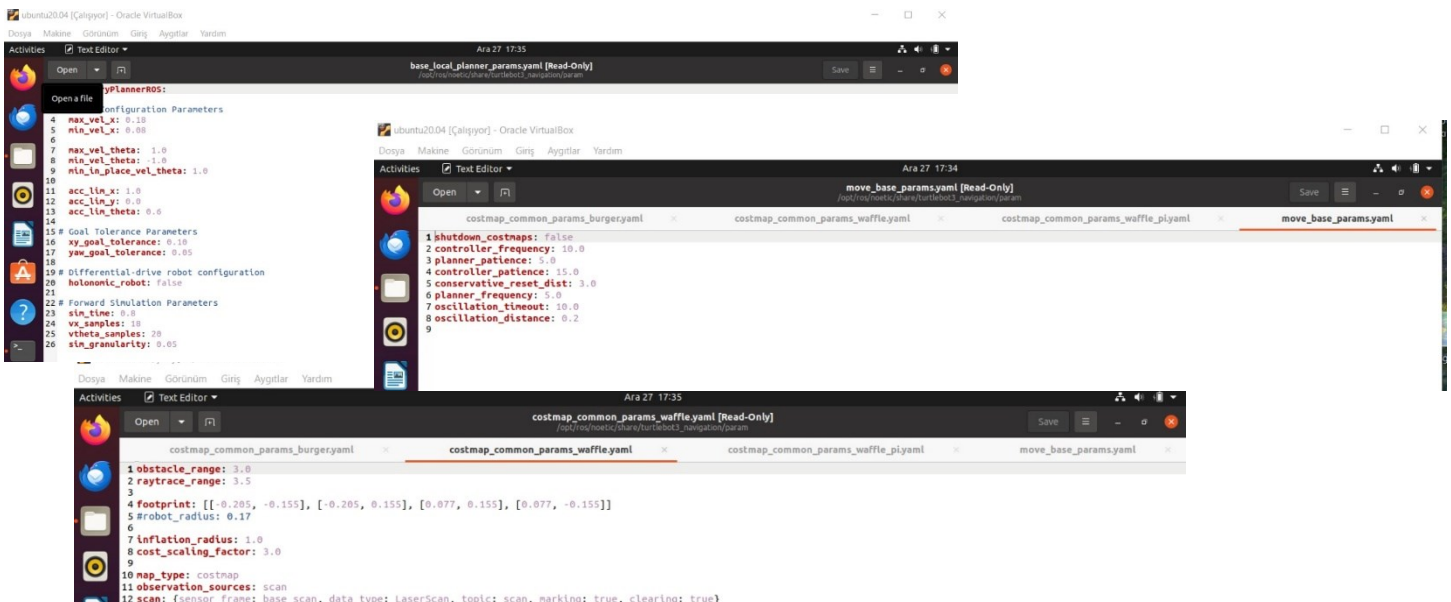 ubuntu20.04 [Çalışıyor] - Oracle VirtualBox
Dosya Makine Görünüm Giriş Aygıtlar Yardım
Activities Text Editor Ara 27 17:35
Open base_local_planner_params.yaml [Read-Only] Save
/opt/ros/noetic/share/turtlebot3_navigation/param
Open a file
yPlannerROS:
onfiguration Parameters
4 max_vel_x: 0.18
5 min_vel_x: 0.08
6
7 max_vel_theta: 1.0
8 min_vel_theta: -1.0
9 min_in_place_vel_theta: 1.0
10
11 acc_lim_x: 1.0
12 acc_lim_y: 0.0
13 acc_lim_theta: 0.6
14
15 # Goal Tolerance Parameters
16 xy_goal_tolerance: 0.10
17 yaw_goal_tolerance: 0.05
18
19 # Differential-drive robot configuration
20 holonomic_robot: false
21
22 # Forward Simulation Parameters
23 sim_time: 0.8
24 vx_samples: 18
25 vtheta_samples: 20
26 sim_granularity: 0.05
ubuntu20.04 [Çalışıyor] - Oracle VirtualBox
Dosya Makine Görünüm Giriş Aygıtlar Yardım
Activities Text Editor Ara 27 17:34
Open move_base_params.yaml [Read-Only] Save
/opt/ros/noetic/share/turtlebot3_navigation/param
costmap_common_params_burger.yaml costmap_common_params_waffle.yaml costmap_common_params_waffle_pi.yaml move_base_params.yaml
1 shutdown_costmaps: false
2 controller_frequency: 10.0
3 planner_patience: 5.0
4 controller_patience: 15.0
5 conservative_reset_dist: 3.0
6 planner_frequency: 5.0
7 oscillation_timeout: 10.0
8 oscillation_distance: 0.2
9
Dosya Makine Görünüm Giriş Aygıtlar Yardım
Activities Text Editor Ara 27 17:35
Open costmap_common_params_waffle.yaml [Read-Only] Save
/opt/ros/noetic/share/turtlebot3_navigation/param
costmap_common_params_burger.yaml costmap_common_params_waffle.yaml costmap_common_params_waffle_pi.yaml move_base_params.yaml
1 obstacle_range: 3.0
2 raytrace_range: 3.5
3
4 footprint: [[-0.205, -0.155], [-0.205, 0.155], [0.077, 0.155], [0.077, -0.155]]
5 #robot_radius: 0.17
6
7 inflation_radius: 1.0
8 cost_scaling_factor: 3.0
9
10 map_type: costmap
11 observation_sources: scan
12 scan: {sensor_frame: base_scan, data_type: LaserScan, topic: scan, marking: true, clearing: true}